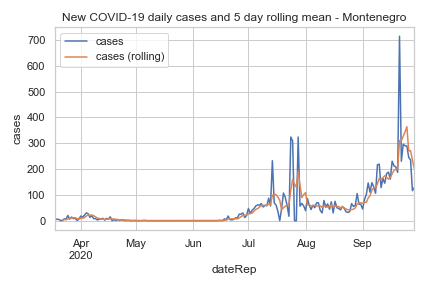 New COVID-19 daily cases and 5 day rolling mean - Montenegro
cases
cases (rolling)
700
600
500
400
300
200
100
0
cases
Apr
2020
May
Jun
Jul
Aug
Sep
dateRep